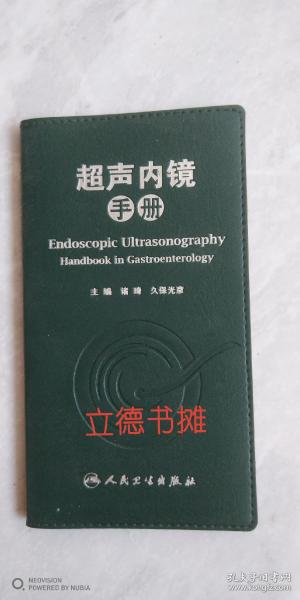 超声内镜
手册
Endoscopic Ultrasonography
Handbook in Gastroenterology
主编 诸琦 久保光彦
立德书摊
人民卫生出版社
NEOVISION
POWERED BY NUBIA
孔夫子旧书网